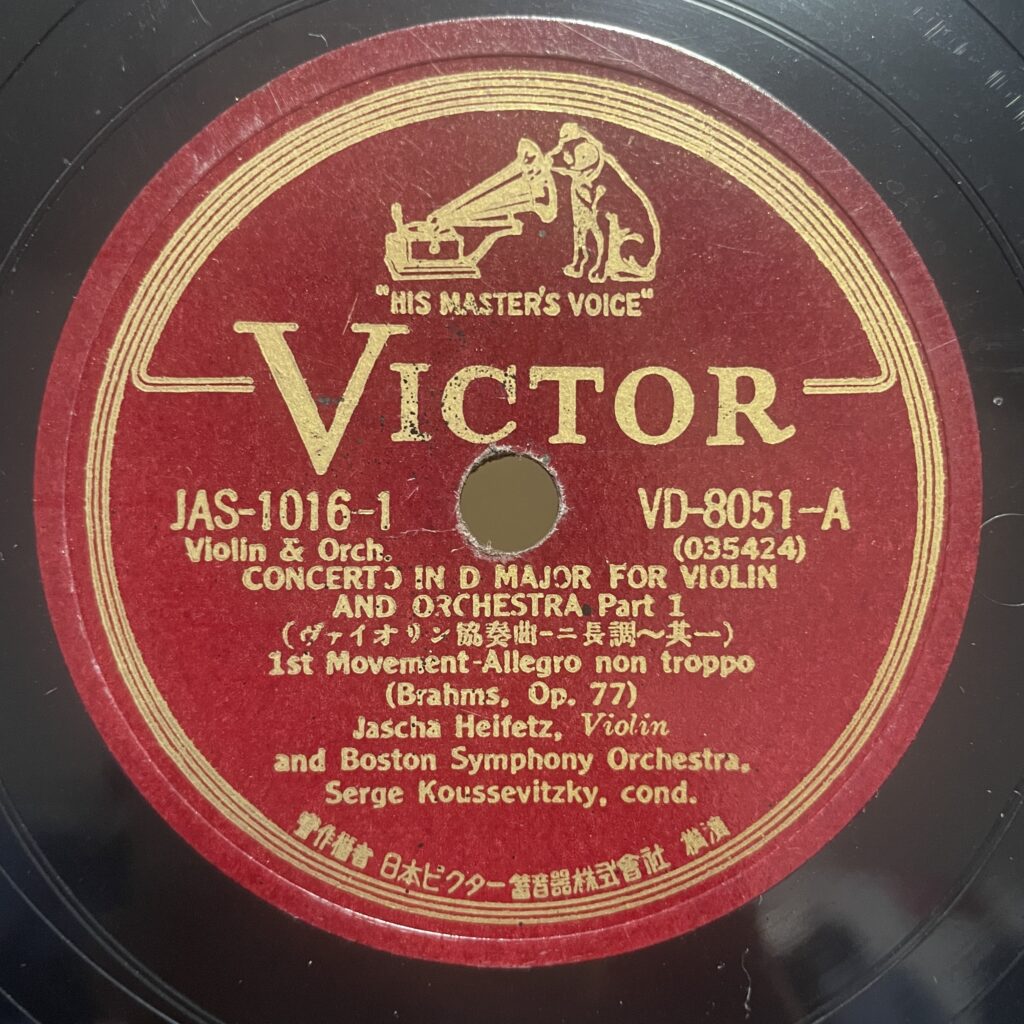 "HIS MASTER'S VOICE"
VICTOR
JAS-1016-1
VD-8051-A
Violin & Orch.
(035424)
CONCERTO IN D MAJOR FOR VIOLIN
AND ORCHESTRA Part 1
(ヴァイオリン協奏曲-ニ長調〜其一)
1st Movement-Allegro non troppo
(Brahms, Op. 77)
Jascha Heifetz, Violin
and Boston Symphony Orchestra,
Serge Koussevitzky, cond.
實作權者 日本ビクター蓄音器株式會社 橫濱